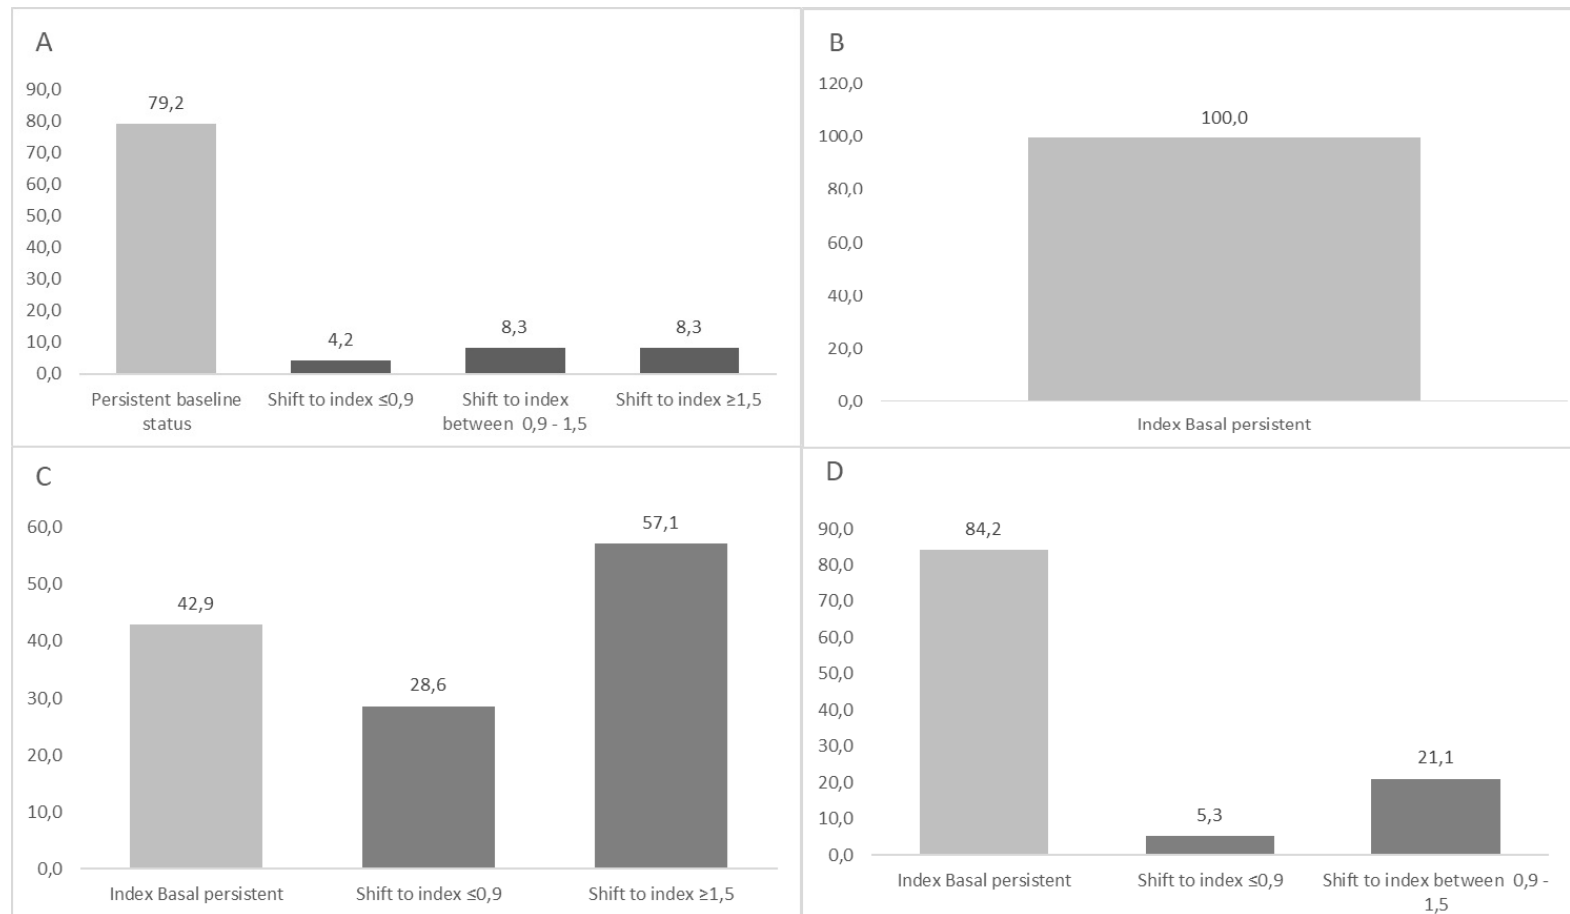 A
90,0
80,0
70,0
60,0
50,0
40,0
30,0
20,0
10,0
0,0
79,2
4,2
8,3
8,3
Persistent baseline
status
Shift to index ≤0,9
Shift to index
between 0,9 - 1,5
Shift to index ≥1,5
B
120,0
100,0
80,0
60,0
40,0
20,0
0,0
100,0
Index Basal persistent
C
60,0
50,0
40,0
30,0
20,0
10,0
0,0
42,9
28,6
57,1
Index Basal persistent
Shift to index ≤0,9
Shift to index ≥1,5
D
90,0
80,0
70,0
60,0
50,0
40,0
30,0
20,0
10,0
0,0
84,2
5,3
21,1
Index Basal persistent
Shift to index ≤0,9
Shift to index between 0,9 -
1,5